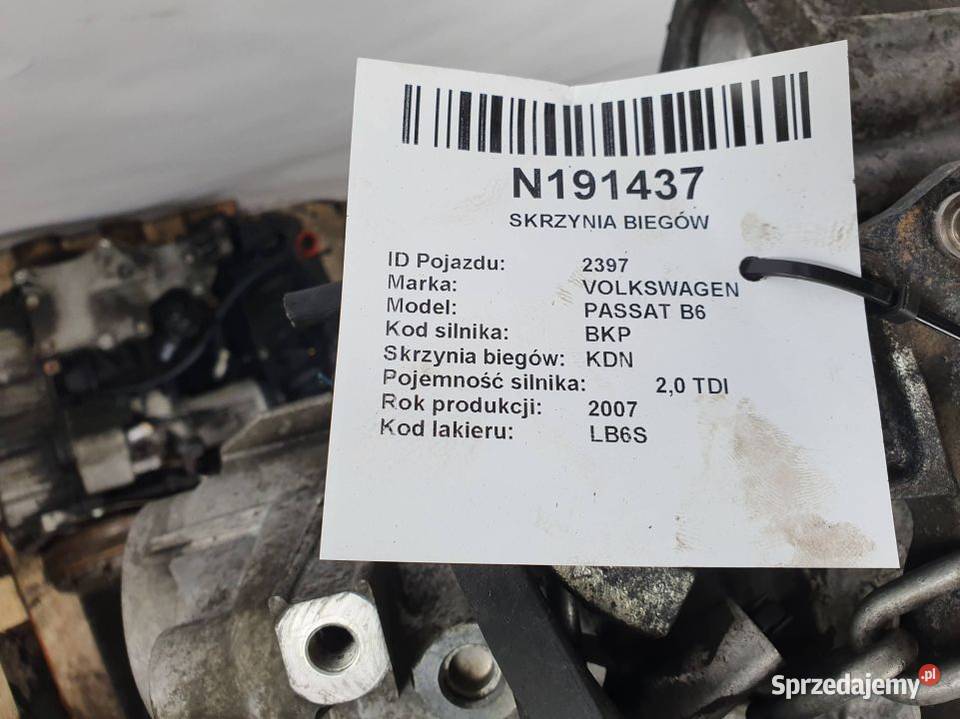 N191437
SKRZYNIA BIEGÓW
ID Pojazdu: 2397
Marka: VOLKSWAGEN
Model: PASSAT B6
Kod silnika: BKP
Skrzynia biegów: KDN
Pojemność silnika: 2,0 TDI
Rok produkcji: 2007
Kod lakieru: LB6S
Sprzedajemy.pl